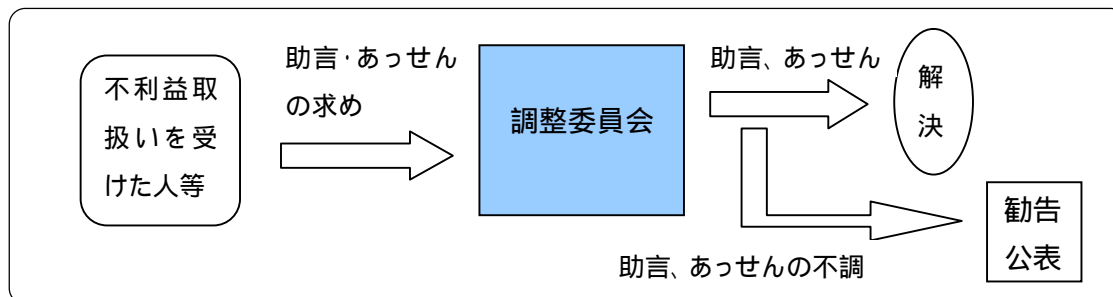 不利益取
扱いを受
けた人等
助言・あっせん
の求め
調整委員会
助言、あっせん
解
決
助言、あっせんの不調
勧告
公表